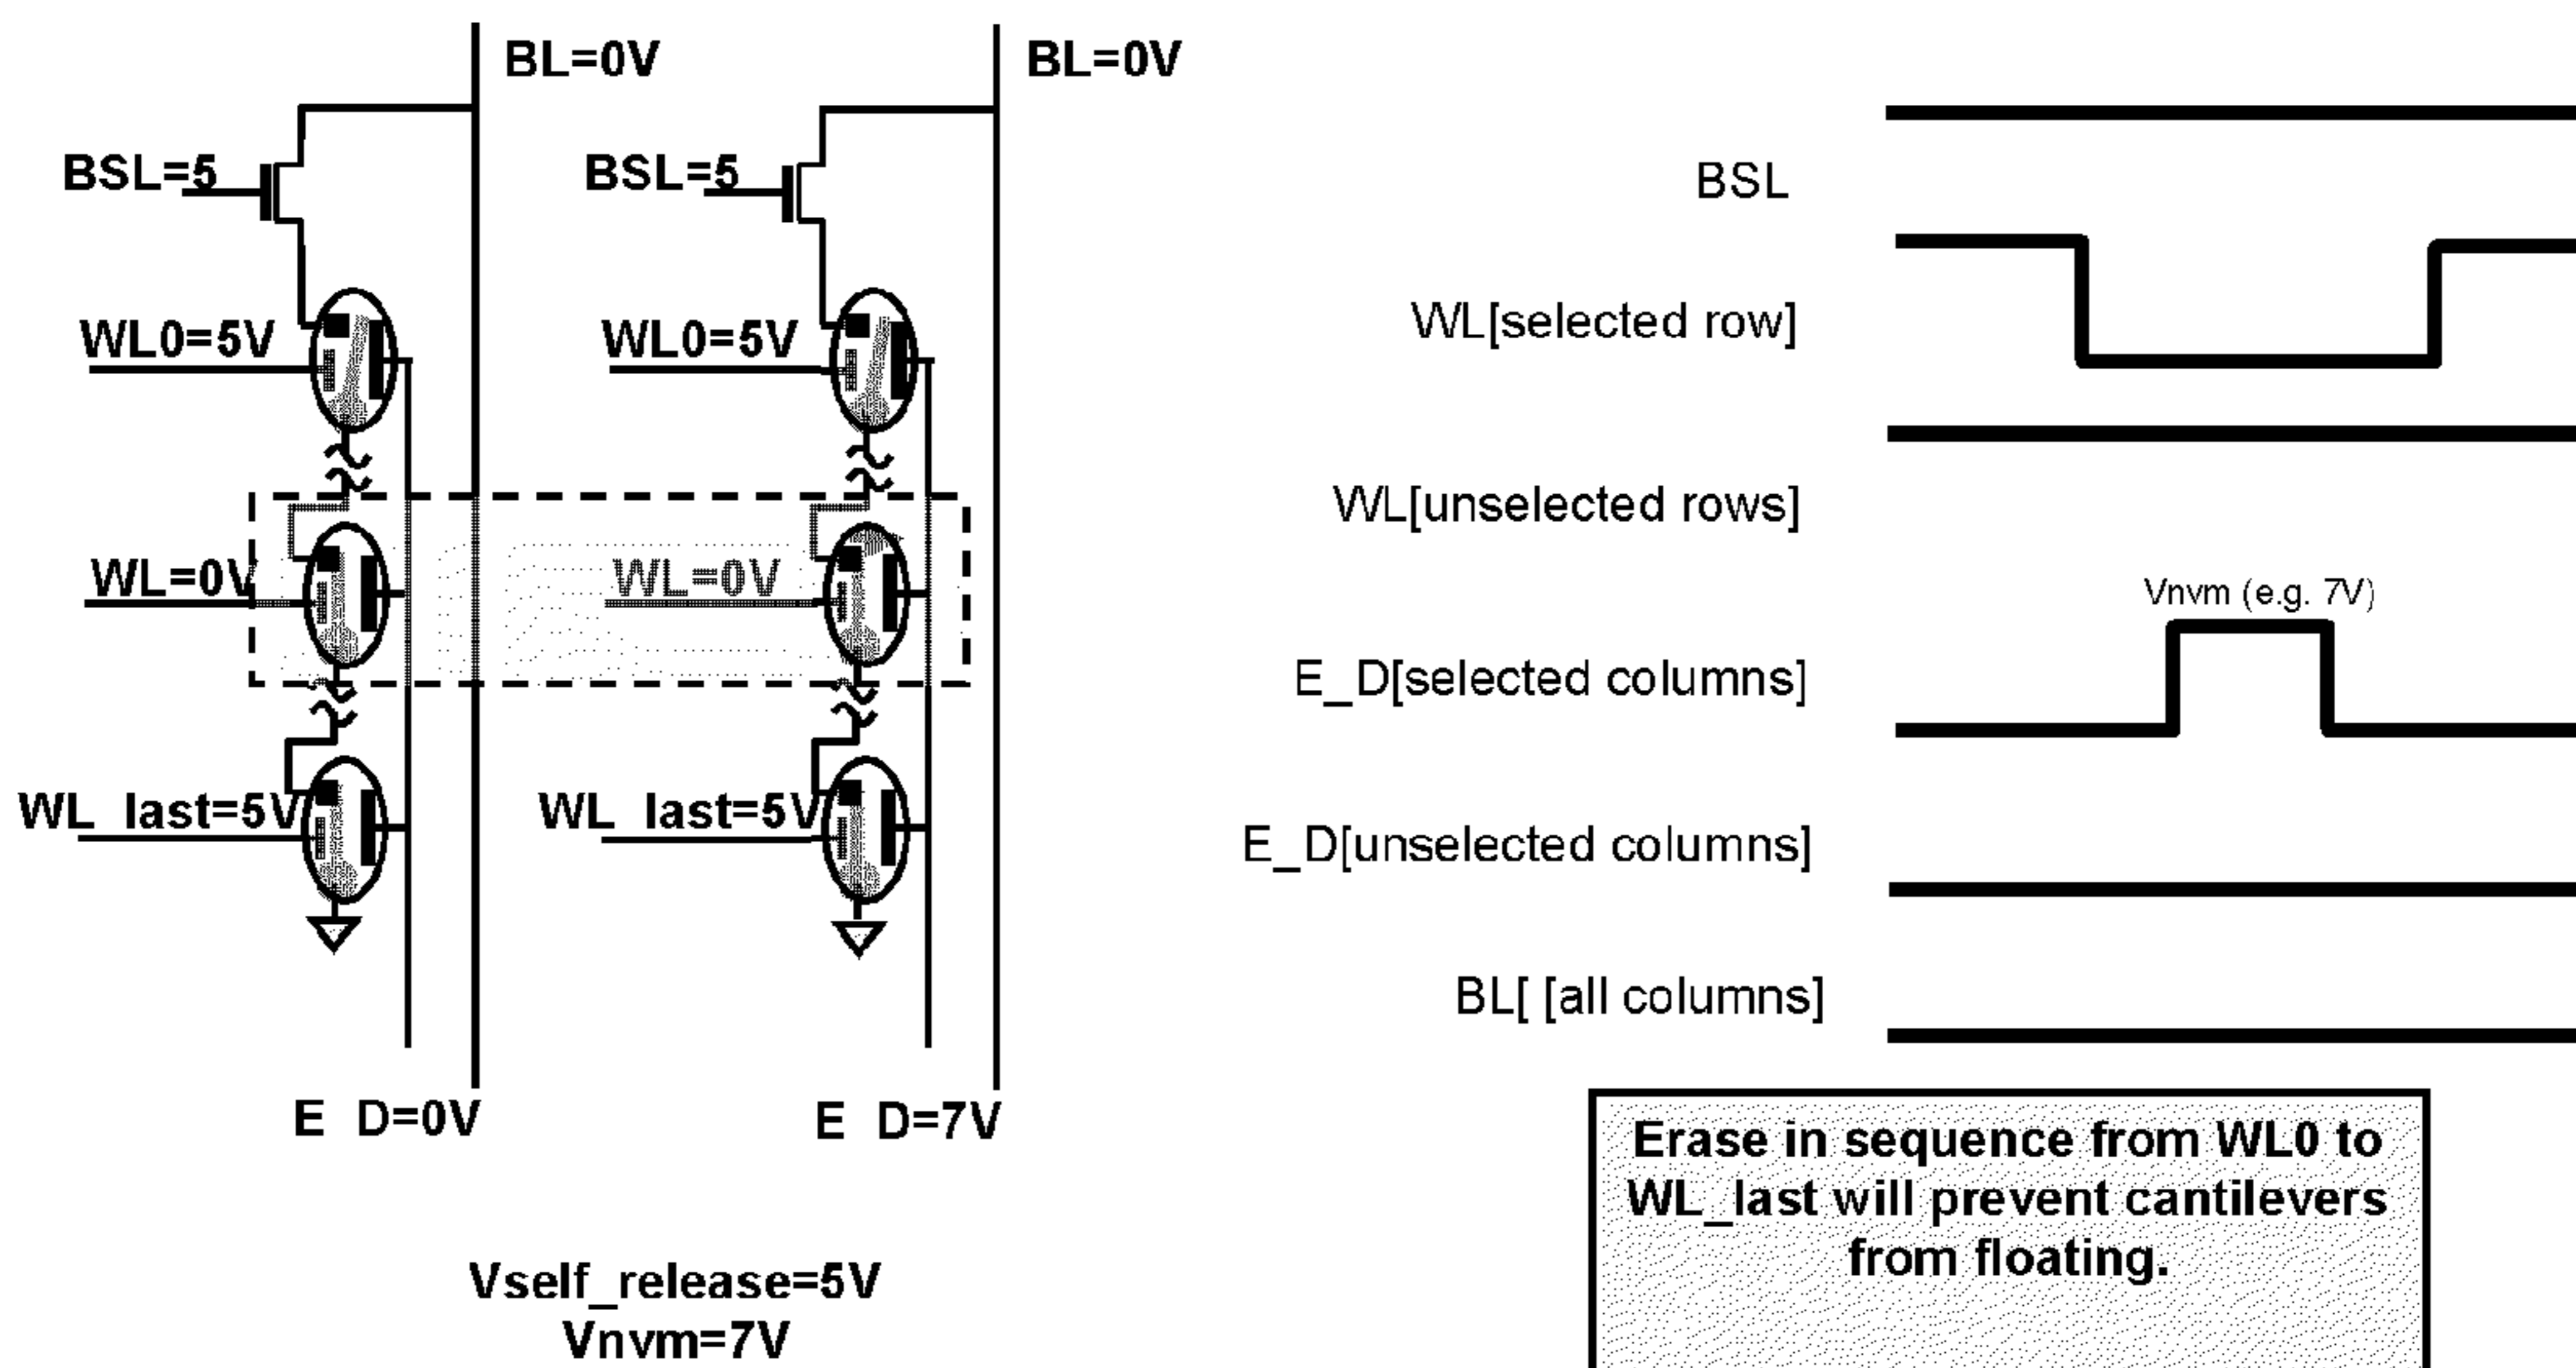 BL=0V
BL=0V
BSL=5
BSL=5
WL0=5V
WL0=5V
WL=0V
WL=0V
WL_last=5V
WL_last=5V
E_D=0V
E_D=7V
Vself_release=5V
Vnvm=7V
BSL
WL[selected row]
WL[unselected rows]
Vnvm (e.g. 7V)
E_D[selected columns]
E_D[unselected columns]
BL[ [all columns]
Erase in sequence from WL0 to
WL_last will prevent cantilevers
from floating.